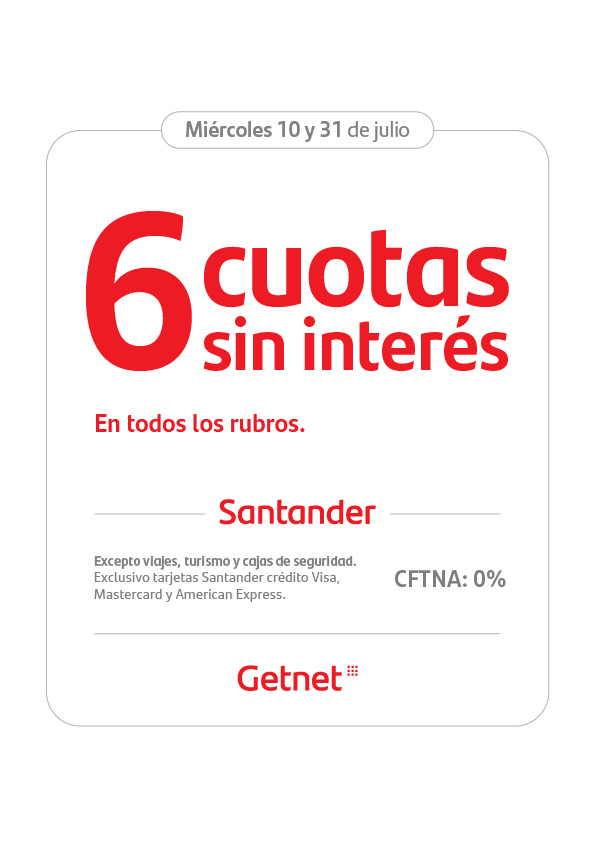 Miércoles 10 y 31 de julio
6 cuotas
sin interés
En todos los rubros.
Santander
Excepto viajes, turismo y cajas de seguridad.
Exclusivo tarjetas Santander crédito Visa,
Mastercard y American Express.
CFTNA: 0%
Getnet